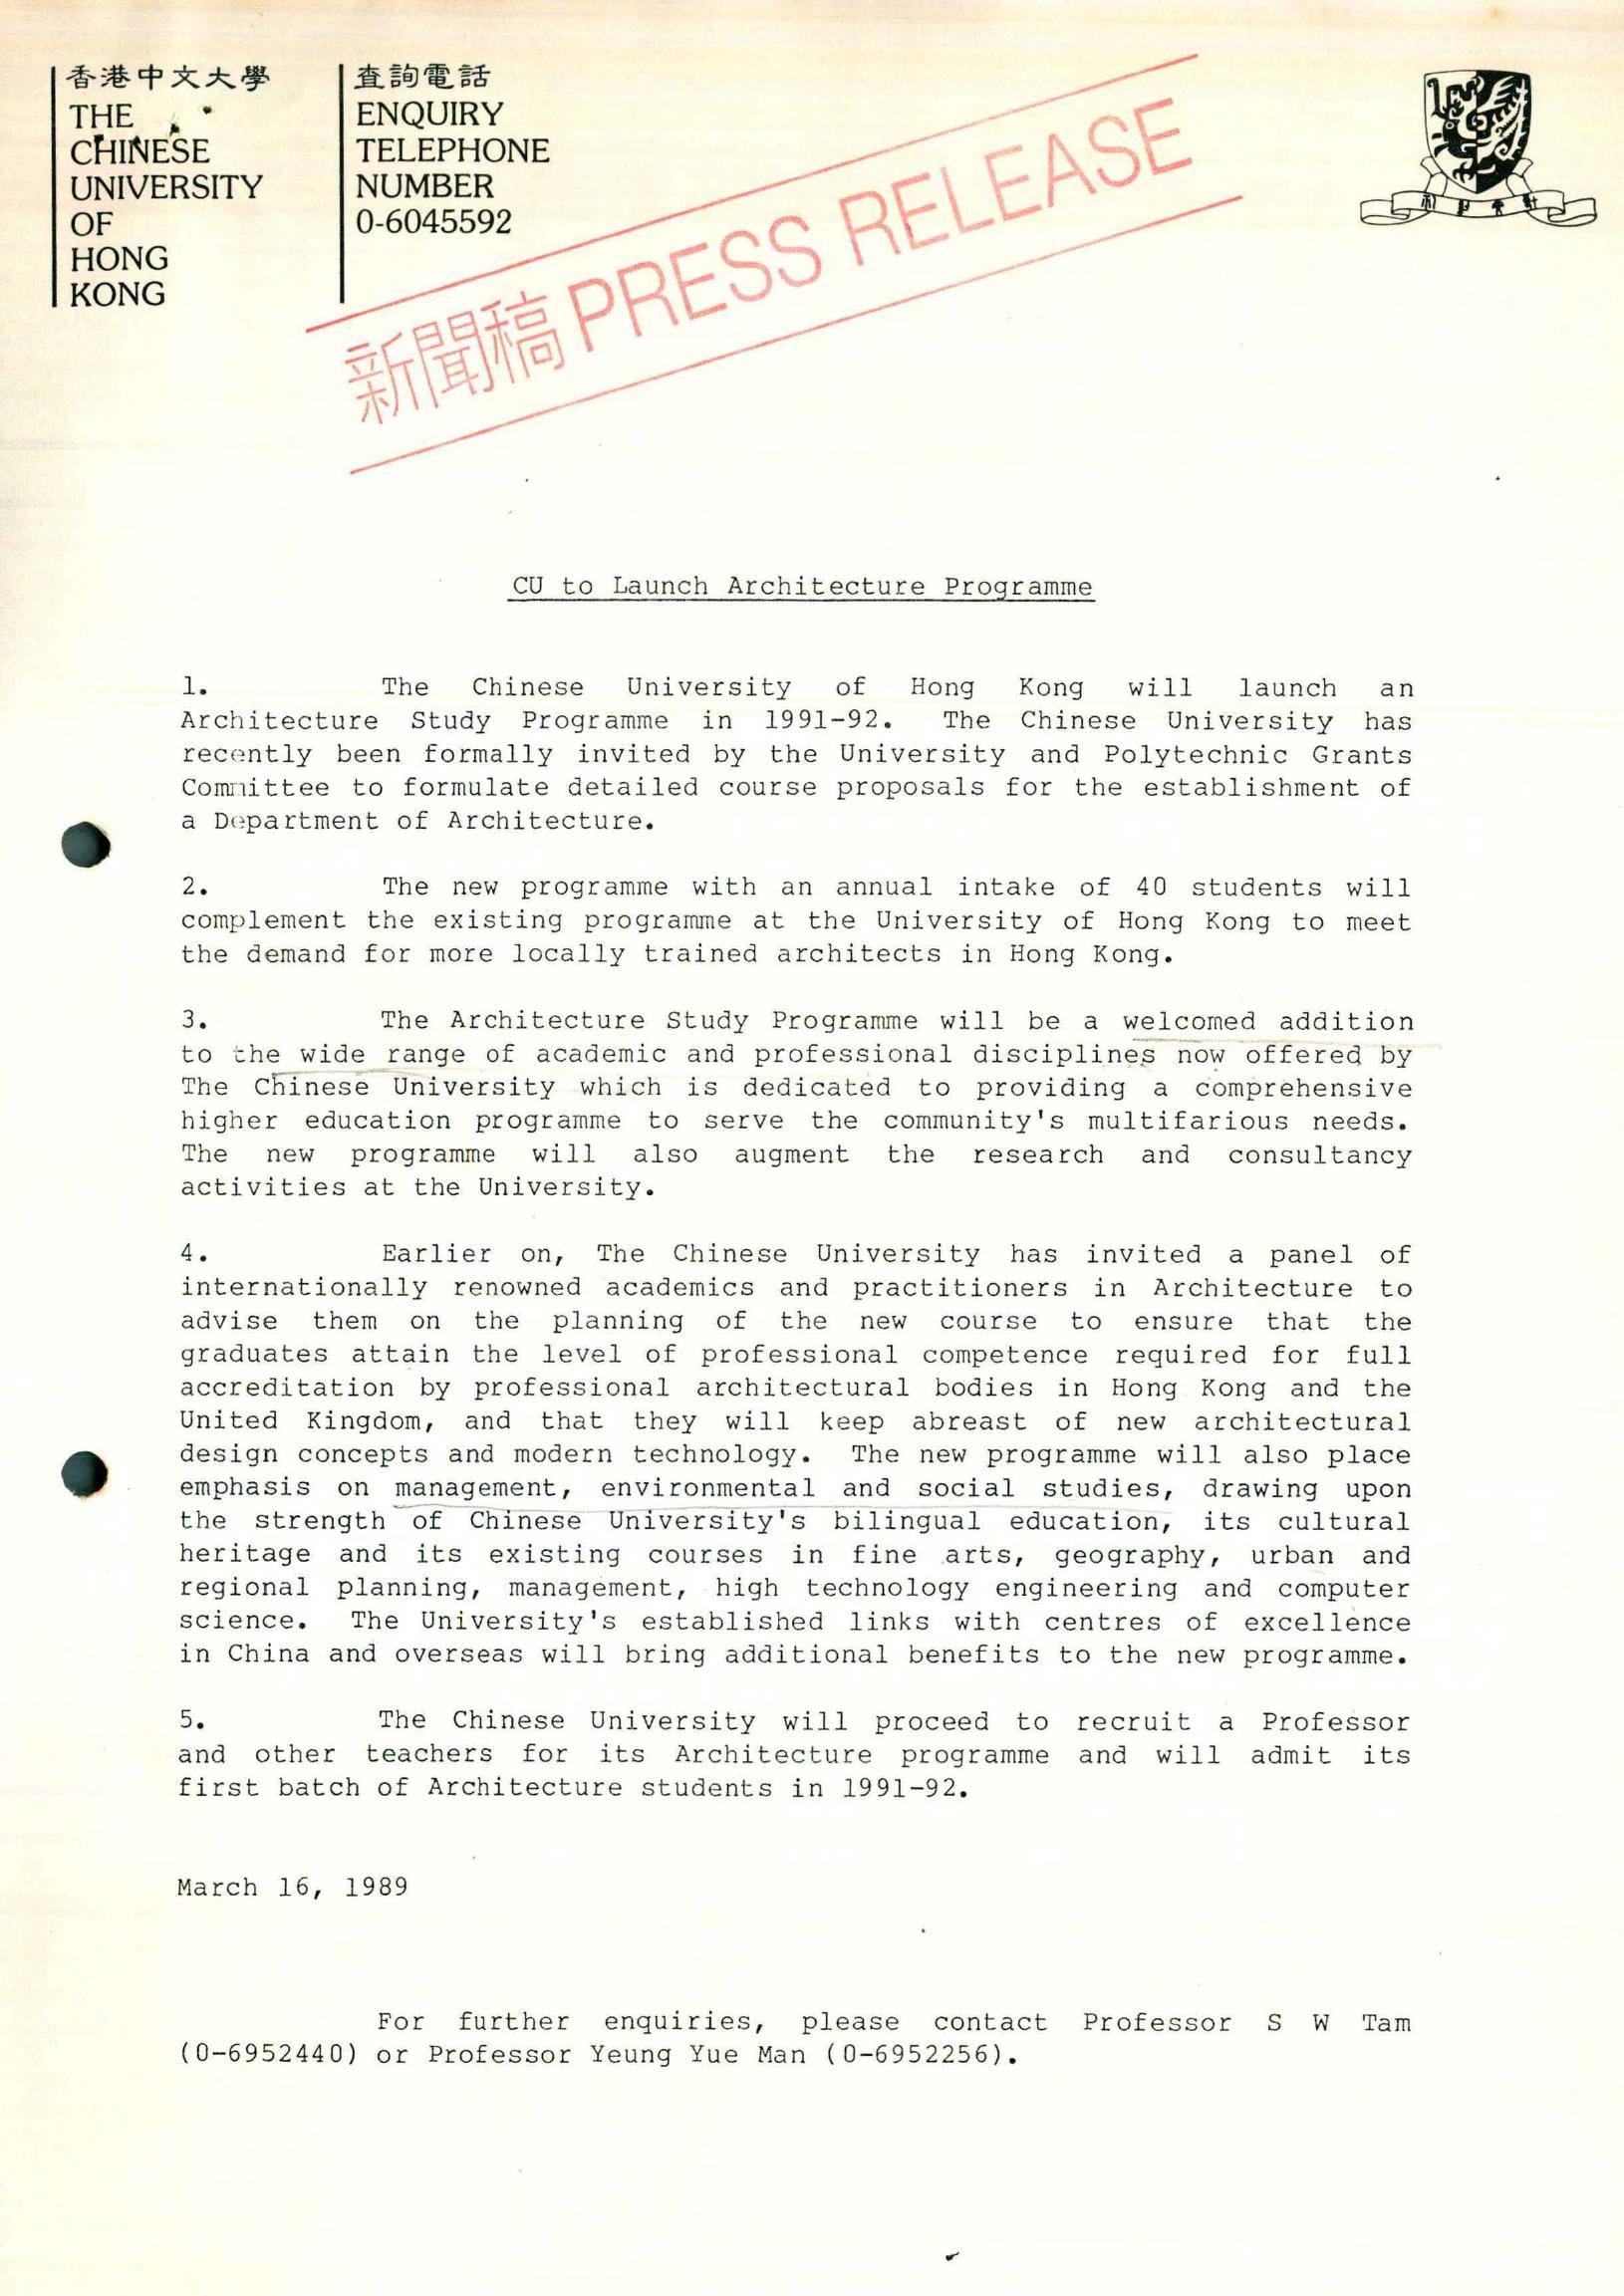 香港中文大學
THE
CHINESE
UNIVERSITY
OF
HONG
KONG
查詢電話
ENQUIRY
TELEPHONE
NUMBER
0-6045592
新聞稿 PRESS RELEASE
CU to Launch Architecture Programme
1. The Chinese University of Hong Kong will launch an
Architecture Study Programme in 1991-92. The Chinese University has
recently been formally invited by the University and Polytechnic Grants
Committee to formulate detailed course proposals for the establishment of
a Department of Architecture.
2. The new programme with an annual intake of 40 students will
complement the existing programme at the University of Hong Kong to meet
the demand for more locally trained architects in Hong Kong.
3. The Architecture Study Programme will be a welcomed addition
to the wide range of academic and professional disciplines now offered by
The Chinese University which is dedicated to providing a comprehensive
higher education programme to serve the community's multifarious needs.
The new programme will also augment the research and consultancy
activities at the University.
4. Earlier on, The Chinese University has invited a panel of
internationally renowned academics and practitioners in Architecture to
advise them on the planning of the new course to ensure that the
graduates attain the level of professional competence required for full
accreditation by professional architectural bodies in Hong Kong and the
United Kingdom, and that they will keep abreast of new architectural
design concepts and modern technology. The new programme will also place
emphasis on management, environmental and social studies, drawing upon
the strength of Chinese University's bilingual education, its cultural
heritage and its existing courses in fine arts, geography, urban and
regional planning, management, high technology engineering and computer
science. The University's established links with centres of excellence
in China and overseas will bring additional benefits to the new programme.
5. The Chinese University will proceed to recruit a Professor
and other teachers for its Architecture programme and will admit its
first batch of Architecture students in 1991-92.
March 16, 1989
For further enquiries, please contact Professor S W Tam
(0-6952440) or Professor Yeung Yue Man (0-6952256).